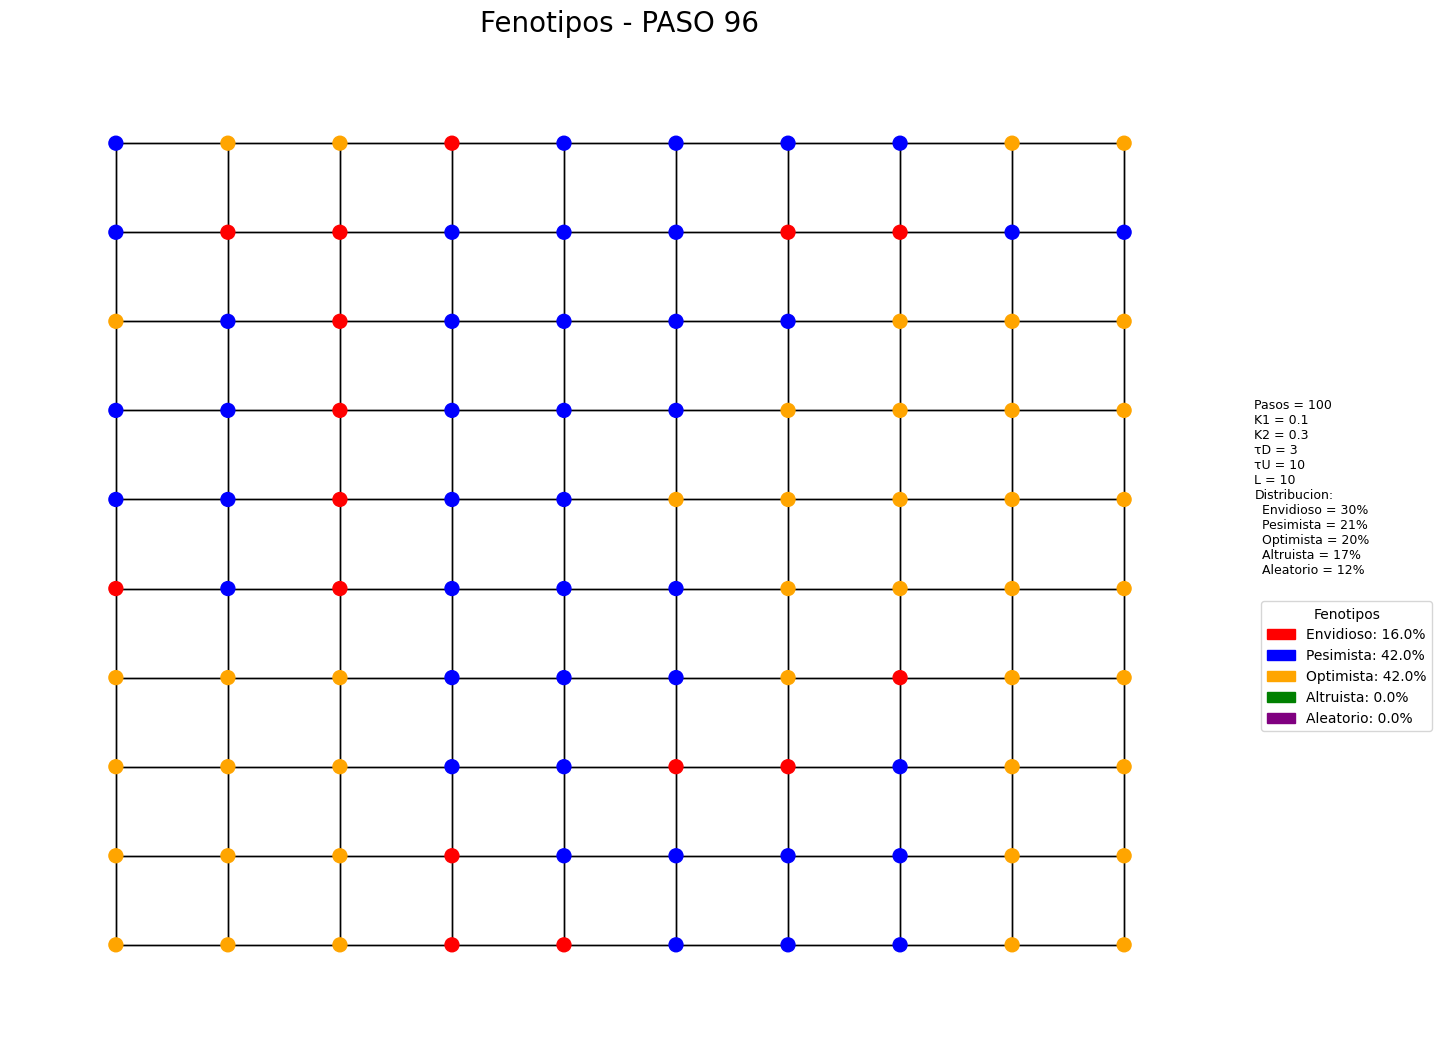 Fenotipos - PASO 96
Pasos = 100
K1 = 0.1
K2 = 0.3
τD = 3
τU = 10
L = 10
Distribucion:
Envidioso = 30%
Pesimista = 21%
Optimista = 20%
Altruista = 17%
Aleatorio = 12%
Fenotipos
Envidioso: 16.0%
Pesimista: 42.0%
Optimista: 42.0%
Altruista: 0.0%
Aleatorio: 0.0%